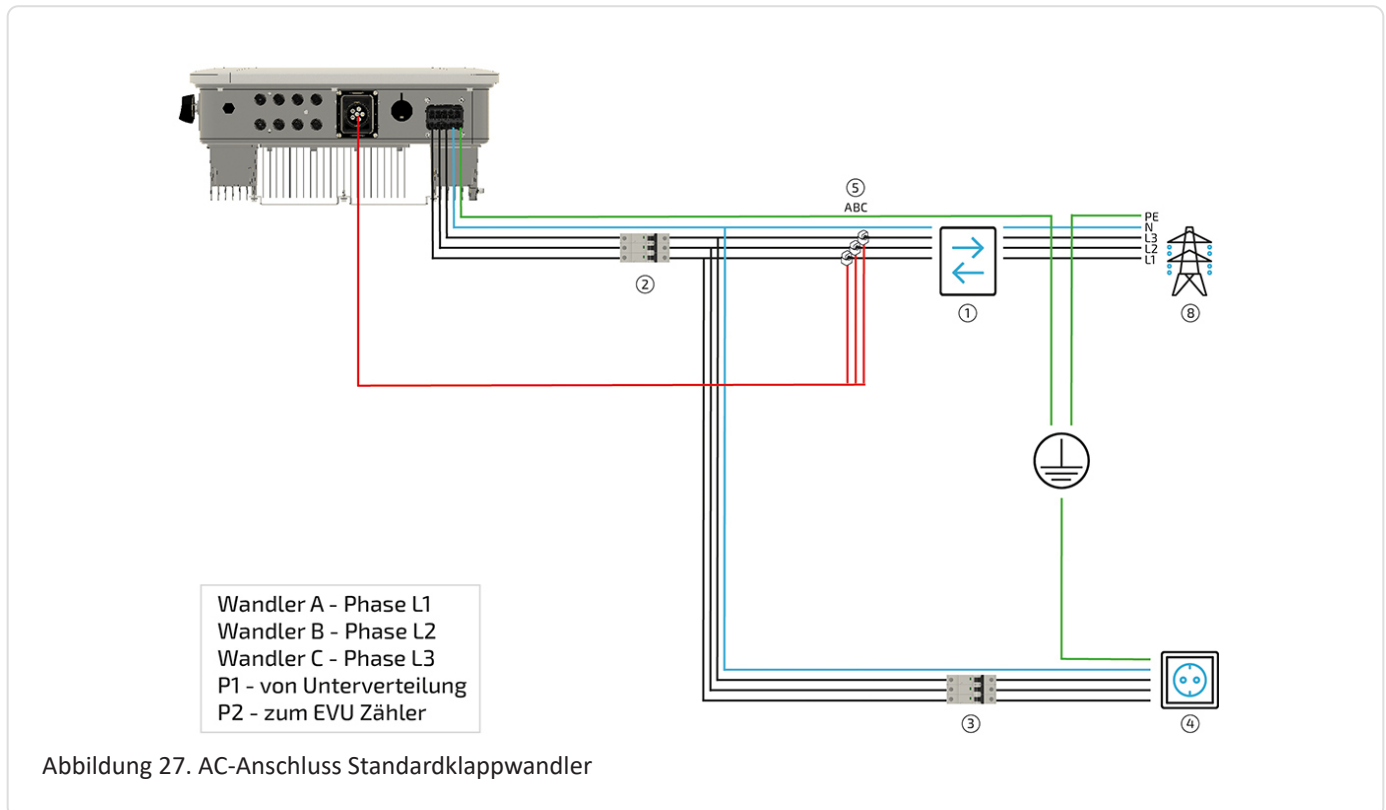 ⑤
ABC
PE
N
L3
L2
L1
②
①
⑧
Wandler A - Phase L1
Wandler B - Phase L2
Wandler C - Phase L3
P1 - von Unterverteilung
P2 - zum EVU Zähler
③
④
Abbildung 27. AC-Anschluss Standardklappwandler